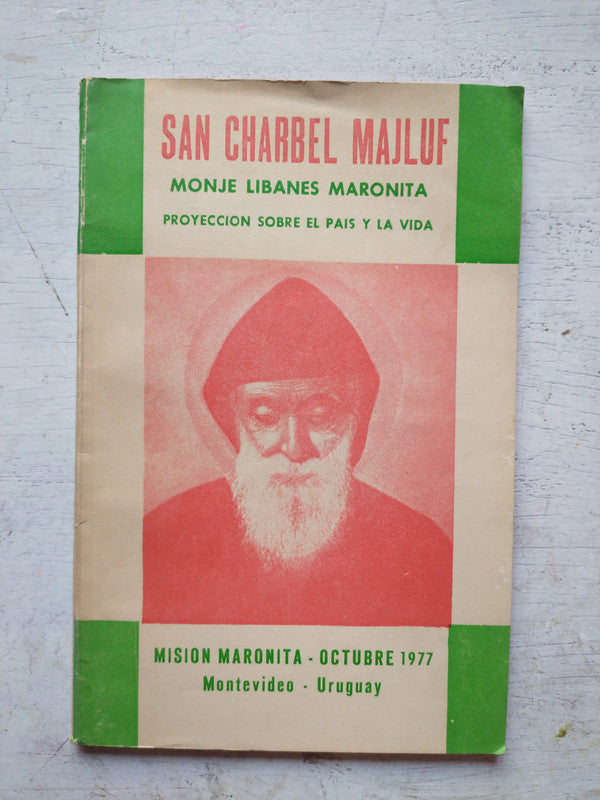 SAN CHARBEL MAJLUF
MONJE LIBANES MARONITA
PROYECCION SOBRE EL PAIS Y LA VIDA
MISION MARONITA - OCTUBRE 1977
Montevideo - Uruguay